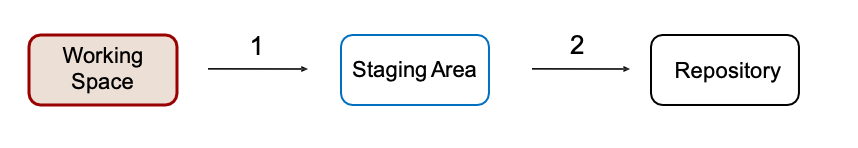 Working
Space
1
Staging Area
2
Repository